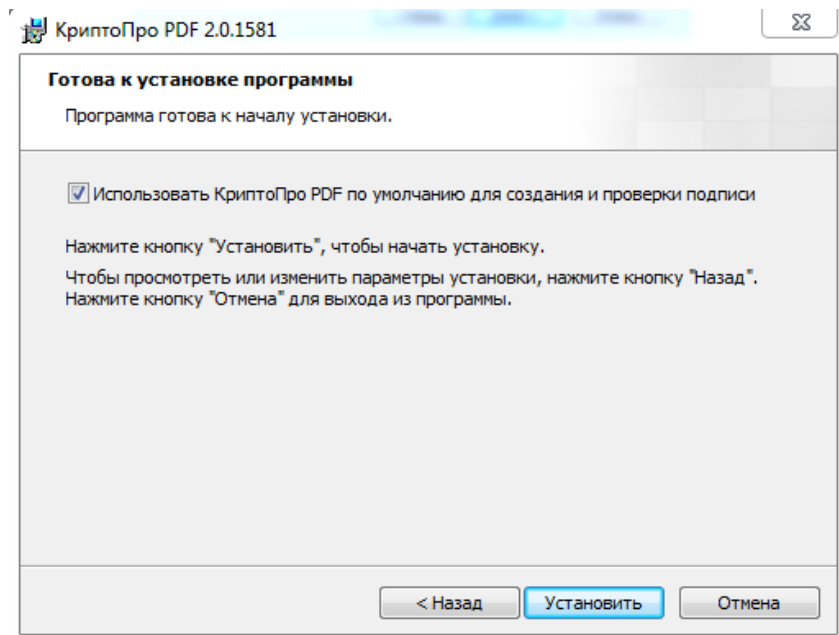 КриптоПро PDF 2.0.1581
Готова к установке программы
Программа готова к началу установки.
Использовать КриптоПро PDF по умолчанию для создания и проверки подписи
Нажмите кнопку "Установить", чтобы начать установку.
Чтобы просмотреть или изменить параметры установки, нажмите кнопку "Назад".
Нажмите кнопку "Отмена" для выхода из программы.
< Назад
Установить
Отмена